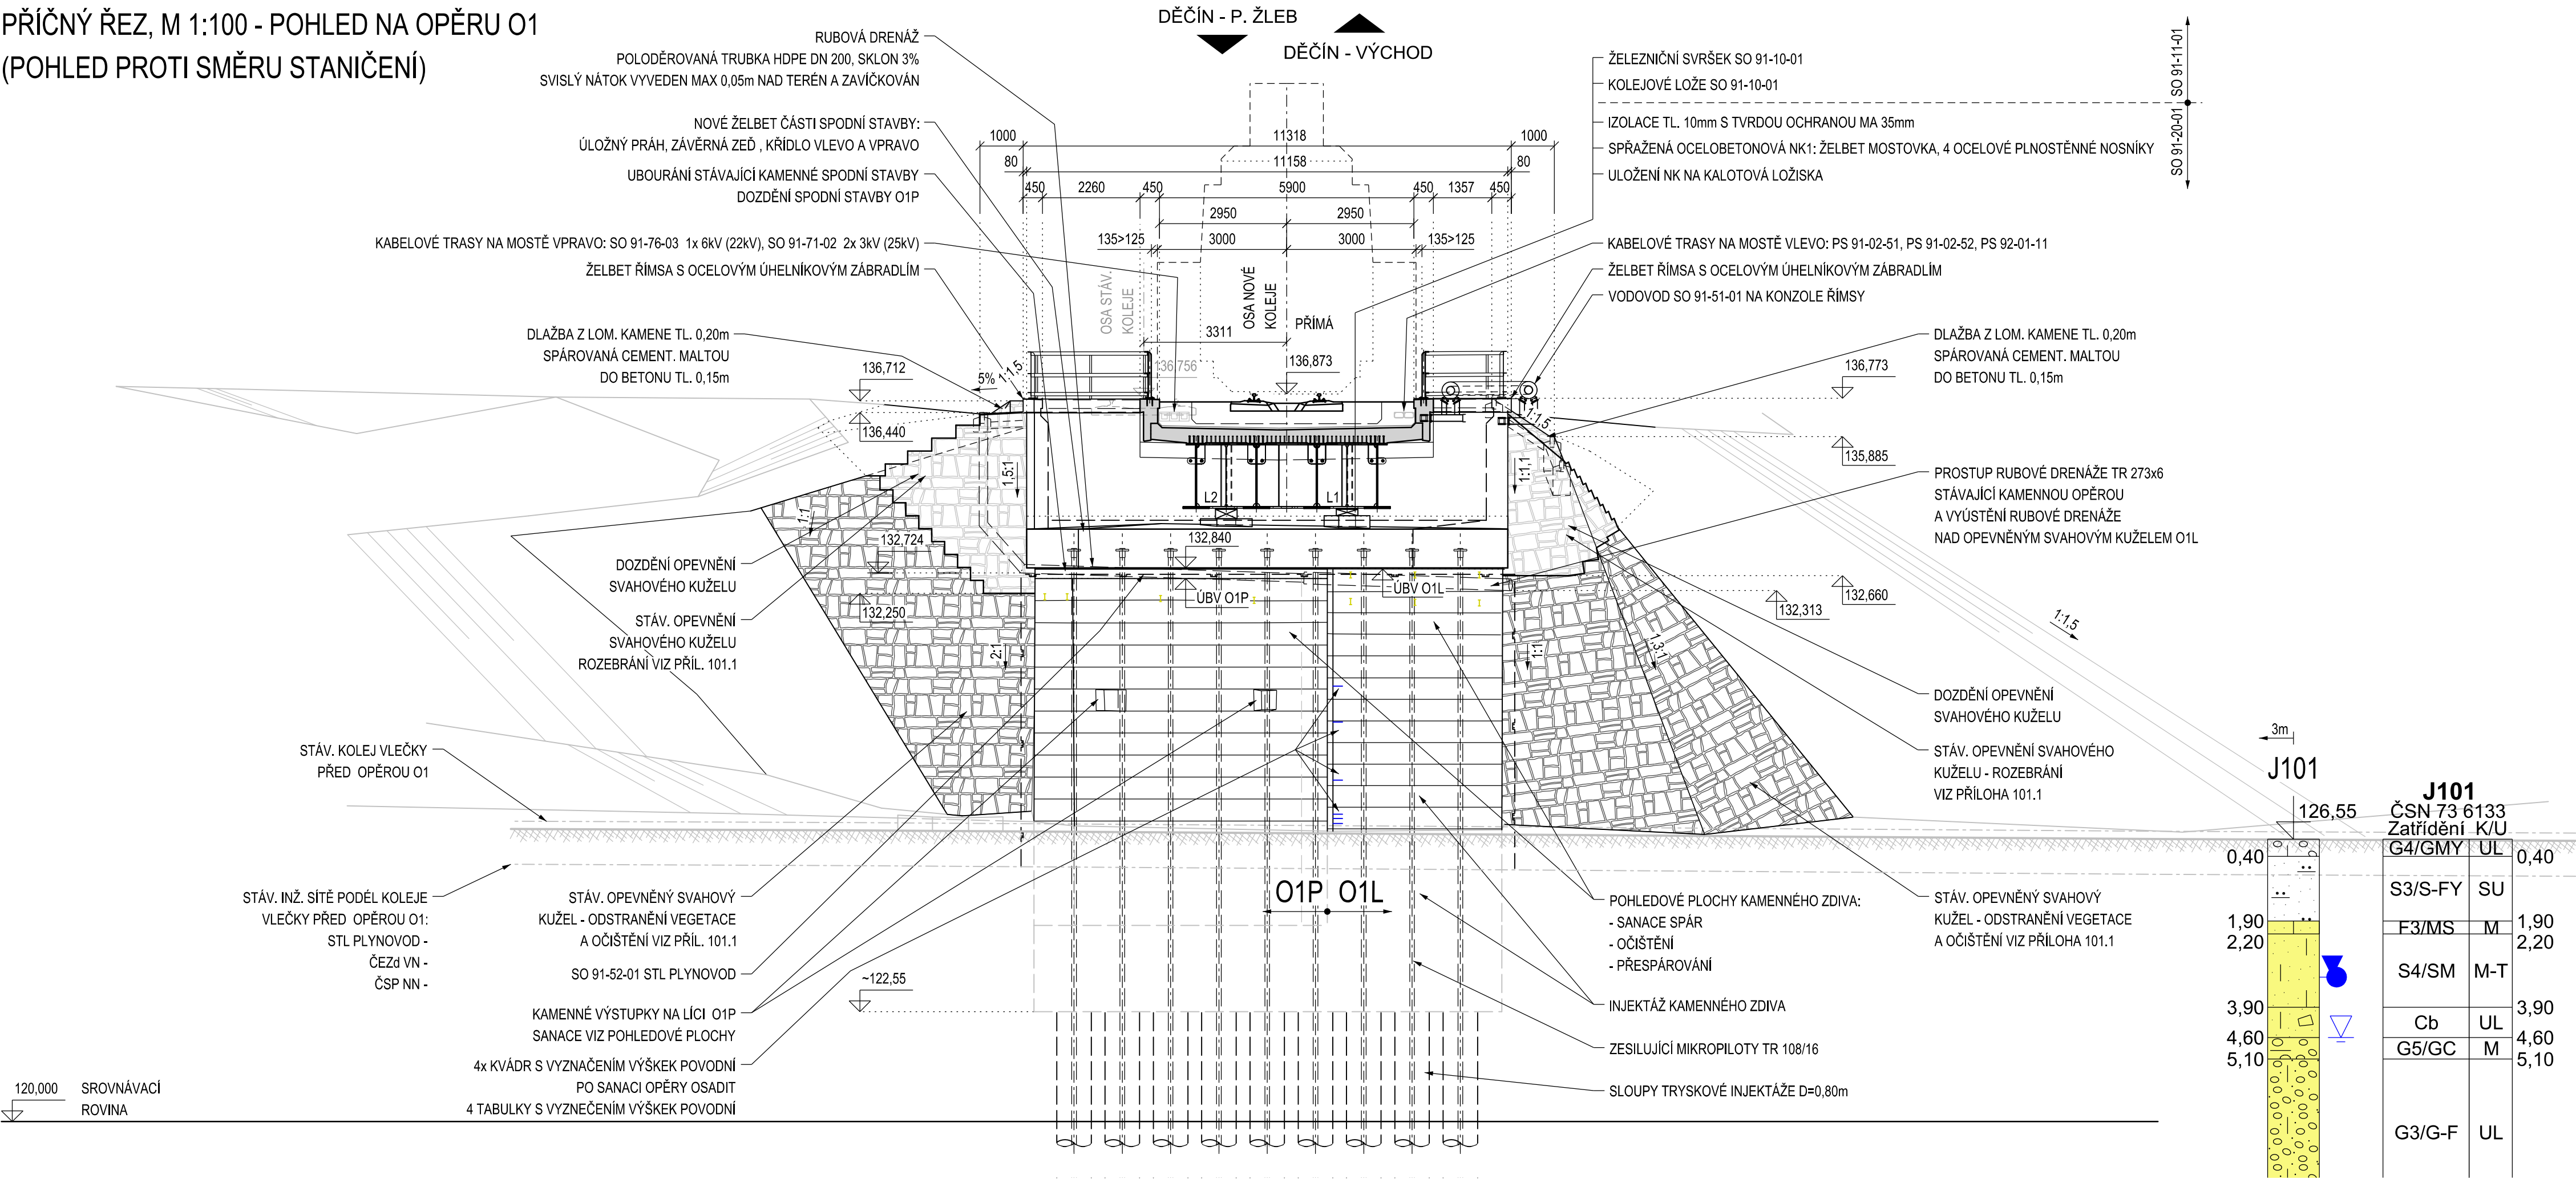 PŘÍČNÝ ŘEZ, M 1:100 - POHLED NA OPĚRU O1
(POHLED PROTI SMĚRU STANIČENÍ)
DĚČÍN - P. ŽLEB
DĚČÍN - VÝCHOD
RUBOVÁ DRENÁŽ
POLODĚROVANÁ TRUBKA HDPE DN 200, SKLON 3%
SVISLÝ NÁTOK VYVEDEN MAX 0,05m NAD TERÉN A ZAVÍČKOVÁN
NOVÉ ŽELBET ČÁSTI SPODNÍ STAVBY:
ÚLOŽNÝ PRÁH, ZÁVĚRNÁ ZEĎ , KŘÍDLO VLEVO A VPRAVO
UBOURÁNÍ STÁVAJÍCÍ KAMENNÉ SPODNÍ STAVBY
DOZDĚNÍ SPODNÍ STAVBY O1P
KABELOVÉ TRASY NA MOSTĚ VPRAVO: SO 91-76-03 1x 6kV (22kV), SO 91-71-02 2x 3kV (25kV)
ŽELBET ŘÍMSA S OCELOVÝM ÚHELNÍKOVÝM ZÁBRADLÍM
DLAŽBA Z LOM. KAMENE TL. 0,20m
SPÁROVANÁ CEMENT. MALTOU
DO BETONU TL. 0,15m
ŽELEZNIČNÍ SVRŠEK SO 91-10-01
KOLEJOVÉ LOŽE SO 91-10-01
IZOLACE TL. 10mm S TVRDOU OCHRANOU MA 35mm
SPŘAŽENÁ OCELOBETONOVÁ NK1: ŽELBET MOSTOVKA, 4 OCELOVÉ PLNOSTĚNNÉ NOSNÍKY
ULOŽENÍ NK NA KALOTOVÁ LOŽISKA
KABELOVÉ TRASY NA MOSTĚ VLEVO: PS 91-02-51, PS 91-02-52, PS 92-01-11
ŽELBET ŘÍMSA S OCELOVÝM ÚHELNÍKOVÝM ZÁBRADLÍM
VODOVOD SO 91-51-01 NA KONZOLE ŘÍMSY
SO 91-11-01
SO 91-20-01
DLAŽBA Z LOM. KAMENE TL. 0,20m
SPÁROVANÁ CEMENT. MALTOU
DO BETONU TL. 0,15m
PROSTUP RUBOVÉ DRENÁŽE TR 273x6
STÁVAJÍCÍ KAMENNOU OPĚROU
A VYÚSTĚNÍ RUBOVÉ DRENÁŽE
NAD OPEVNĚNÝM SVAHOVÝM KUŽELEM O1L
1000 11318 1000
80 11158 80
450 2260 450 5900 450 1357 450
2950 2950
135>125 3000 3000 135>125
OSA STÁV.
KOLEJE
OSA NOVÉ
KOLEJE
PŘÍMÁ
3311
136,756
136,873
136,712
5%
1:1,5
136,440
136,773
1:1,5
135,885
1,5:1
1:1,1
1:1
L2
L1
132,724
132,840
132,250
ÚBV O1P
ÚBV O1L
132,660
132,313
2:1
1:1
1,3:1
1:1,5
DOZDĚNÍ OPEVNĚNÍ
SVAHOVÉHO KUŽELU
STÁV. OPEVNĚNÍ
SVAHOVÉHO KUŽELU
ROZEBRÁNÍ VIZ PŘÍL. 101.1
STÁV. KOLEJ VLEČKY
PŘED OPĚROU O1
STÁV. INŽ. SÍTĚ PODÉL KOLEJE
VLEČKY PŘED OPĚROU O1:
STL PLYNOVOD -
ČEZd VN -
ČSP NN -
STÁV. OPEVNĚNÝ SVAHOVÝ
KUŽEL - ODSTRANĚNÍ VEGETACE
A OČIŠTĚNÍ VIZ PŘÍL. 101.1
SO 91-52-01 STL PLYNOVOD
KAMENNÉ VÝSTUPKY NA LÍCI O1P
SANACE VIZ POHLEDOVÉ PLOCHY
4x KVÁDR S VYZNAČENÍM VÝŠKEK POVODNÍ
PO SANACI OPĚRY OSADIT
4 TABULKY S VYZNEČENÍM VÝŠKEK POVODNÍ
~122,55
O1P O1L
120,000 SROVNÁVACÍ
ROVINA
DOZDĚNÍ OPEVNĚNÍ
SVAHOVÉHO KUŽELU
STÁV. OPEVNĚNÍ SVAHOVÉHO
KUŽELU - ROZEBRÁNÍ
VIZ PŘÍLOHA 101.1
POHLEDOVÉ PLOCHY KAMENNÉHO ZDIVA:
- SANACE SPÁR
- OČIŠTĚNÍ
- PŘESPÁROVÁNÍ
INJEKTÁŽ KAMENNÉHO ZDIVA
ZESILUJÍCÍ MIKROPILOTY TR 108/16
SLOUPY TRYSKOVÉ INJEKTÁŽE D=0,80m
STÁV. OPEVNĚNÝ SVAHOVÝ
KUŽEL - ODSTRANĚNÍ VEGETACE
A OČIŠTĚNÍ VIZ PŘÍLOHA 101.1
3m
J101
126,55
J101
ČSN 73 6133
Zatřídění K/U
G4/GMY UL
0,40 0,40
S3/S-FY SU
1,90 1,90
F3/MS M
2,20 2,20
S4/SM M-T
3,90 3,90
Cb UL
4,60 4,60
G5/GC M
5,10 5,10
G3/G-F UL